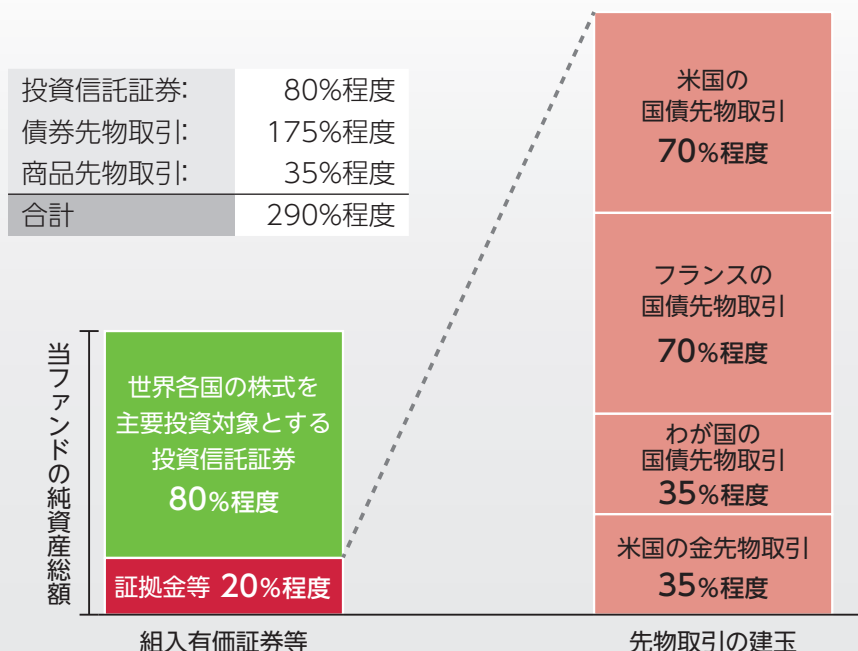 投資信託証券: 80%程度
債券先物取引: 175%程度
商品先物取引: 35%程度
合計 290%程度
当ファンドの純資産総額
世界各国の株式を
主要投資対象とする
投資信託証券
80%程度
証拠金等 20%程度
組入有価証券等
米国の
国債先物取引
70%程度
フランスの
国債先物取引
70%程度
わが国の
国債先物取引
35%程度
米国の金先物取引
35%程度
先物取引の建玉